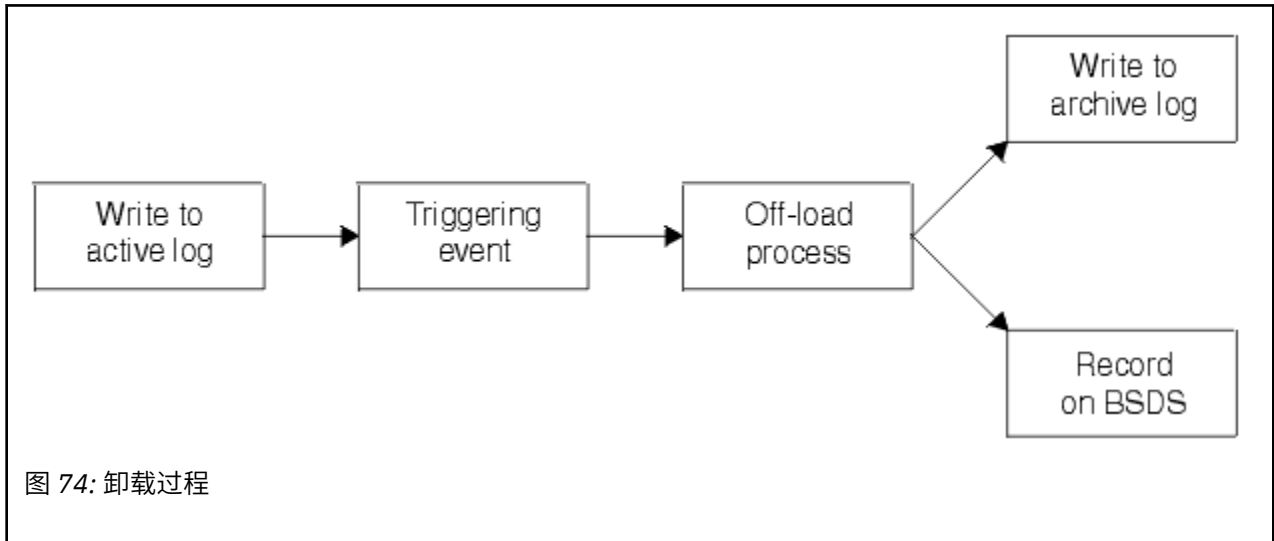 Write to
archive log
Write to
active log
Triggering
event
Off-load
process
Record
on BSDS
图 74: 卸载过程